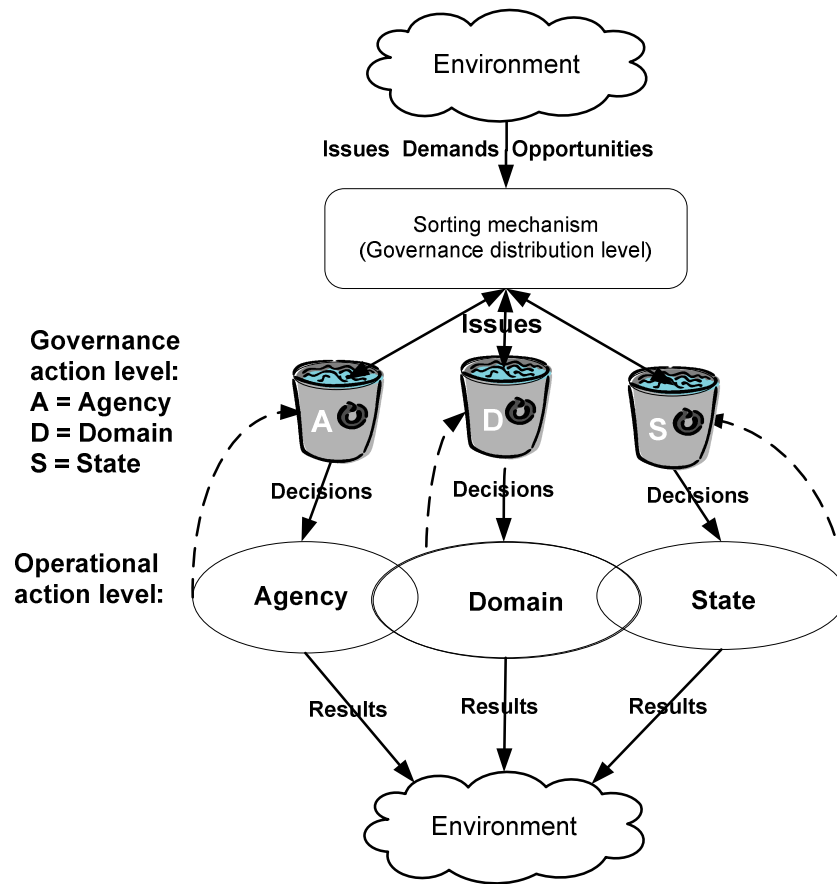 Environment
Issues Demands Opportunities
Sorting mechanism
(Governance distribution level)
Issues
Governance
action level:
A = Agency
D = Domain
S = State
A
D
S
Decisions
Decisions
Decisions
Operational
action level:
Agency
Domain
State
Results
Results
Results
Environment